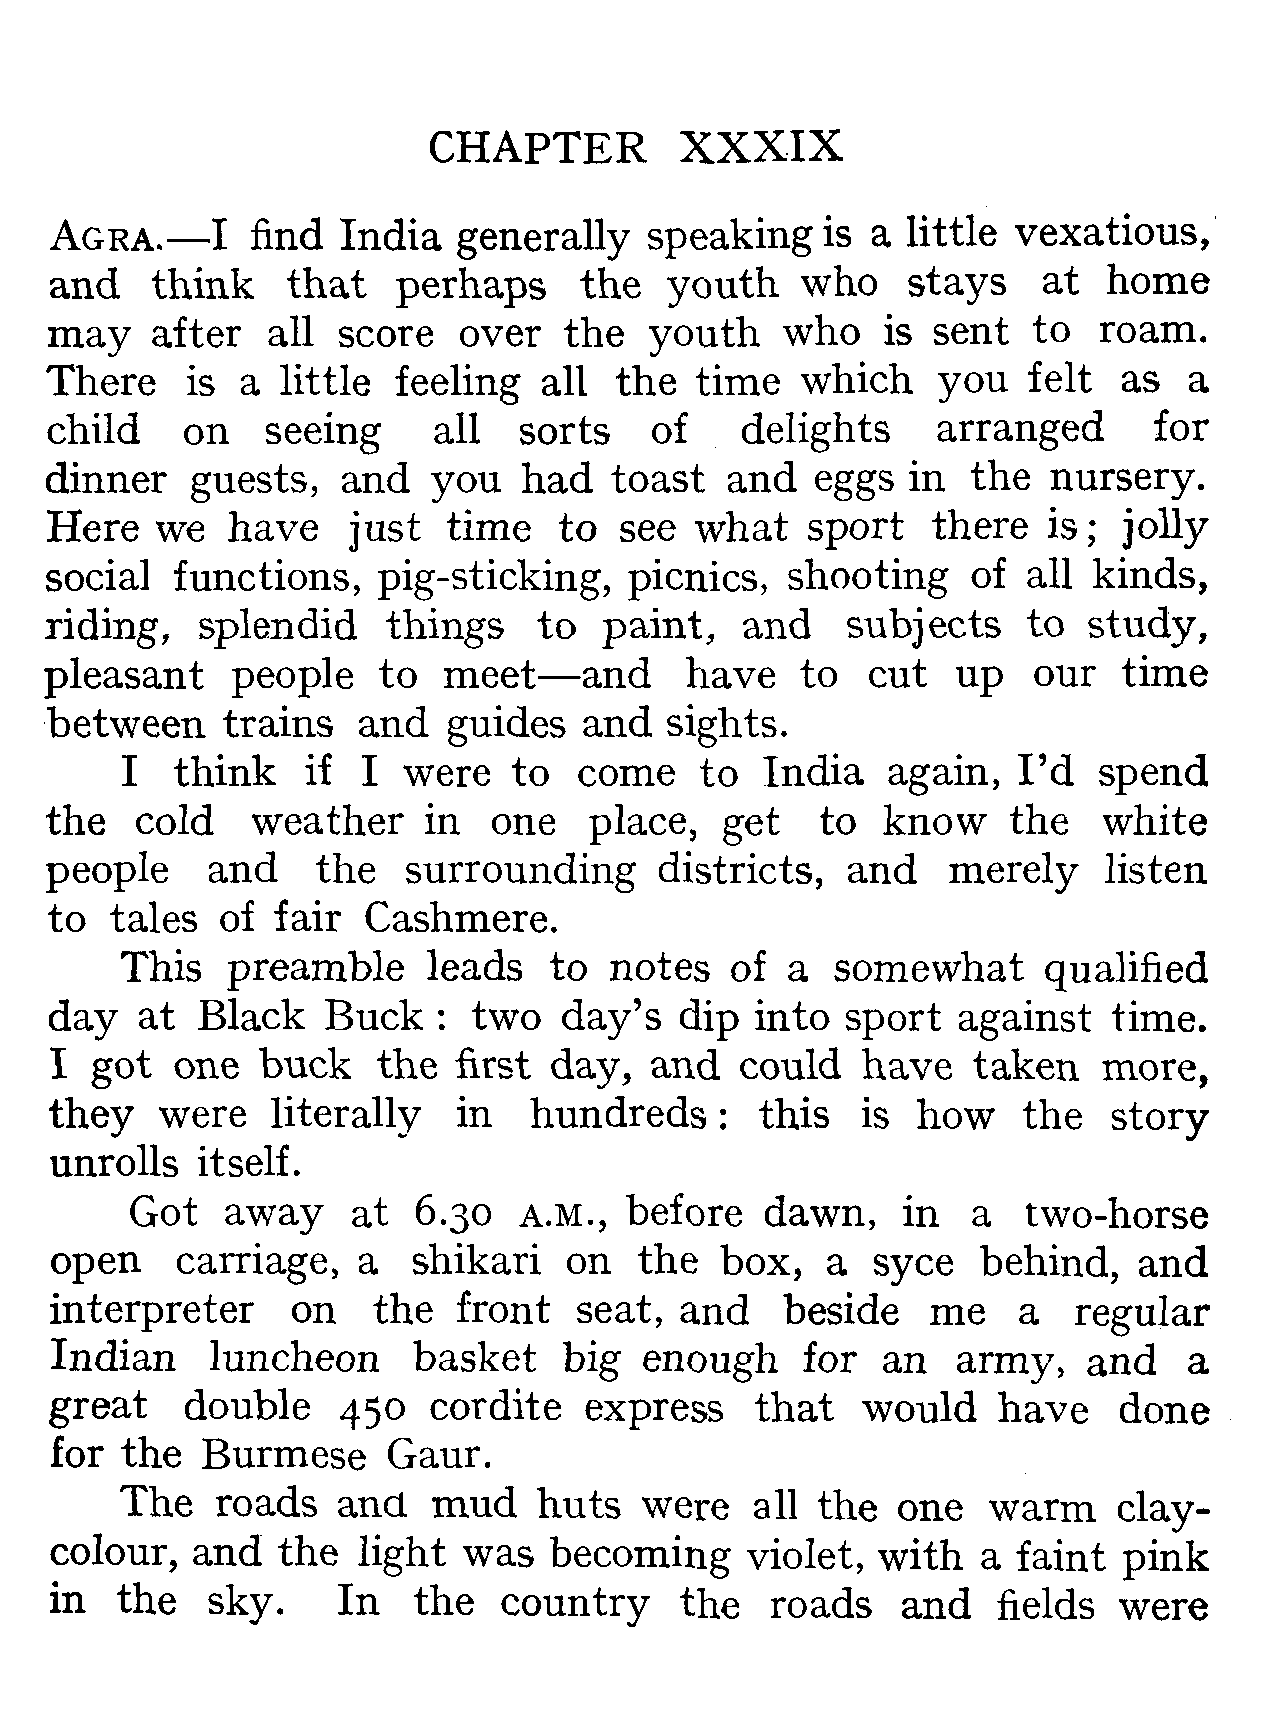 CHAPTER XXXIX
AGRA.—I find India generally speaking is a little vexatious,
and think that perhaps the youth who stays at home
may after all score over the youth who is sent to roam.
There is a little feeling all the time which you felt as a
child on seeing all sorts of delights arranged for
dinner guests, and you had toast and eggs in the nursery.
Here we have just time to see what sport there is; jolly
social functions, pig-sticking, picnics, shooting of all kinds,
riding, splendid things to paint, and subjects to study,
pleasant people to meet—and have to cut up our time
between trains and guides and sights.
I think if I were to come to India again, I'd spend
the cold weather in one place, get to know the white
people and the surrounding districts, and merely listen
to tales of fair Cashmere.
This preamble leads to notes of a somewhat qualified
day at Black Buck: two day's dip into sport against time.
I got one buck the first day, and could have taken more,
they were literally in hundreds: this is how the story
unrolls itself.
Got away at 6.30 A.M., before dawn, in a two-horse
open carriage, a shikari on the box, a syce behind, and
interpreter on the front seat, and beside me a regular
Indian luncheon basket big enough for an army, and a
great double 450 cordite express that would have done
for the Burmese Gaur.
The roads and mud huts were all the one warm clay-
colour, and the light was becoming violet, with a faint pink
in the sky. In the country the roads and fields were